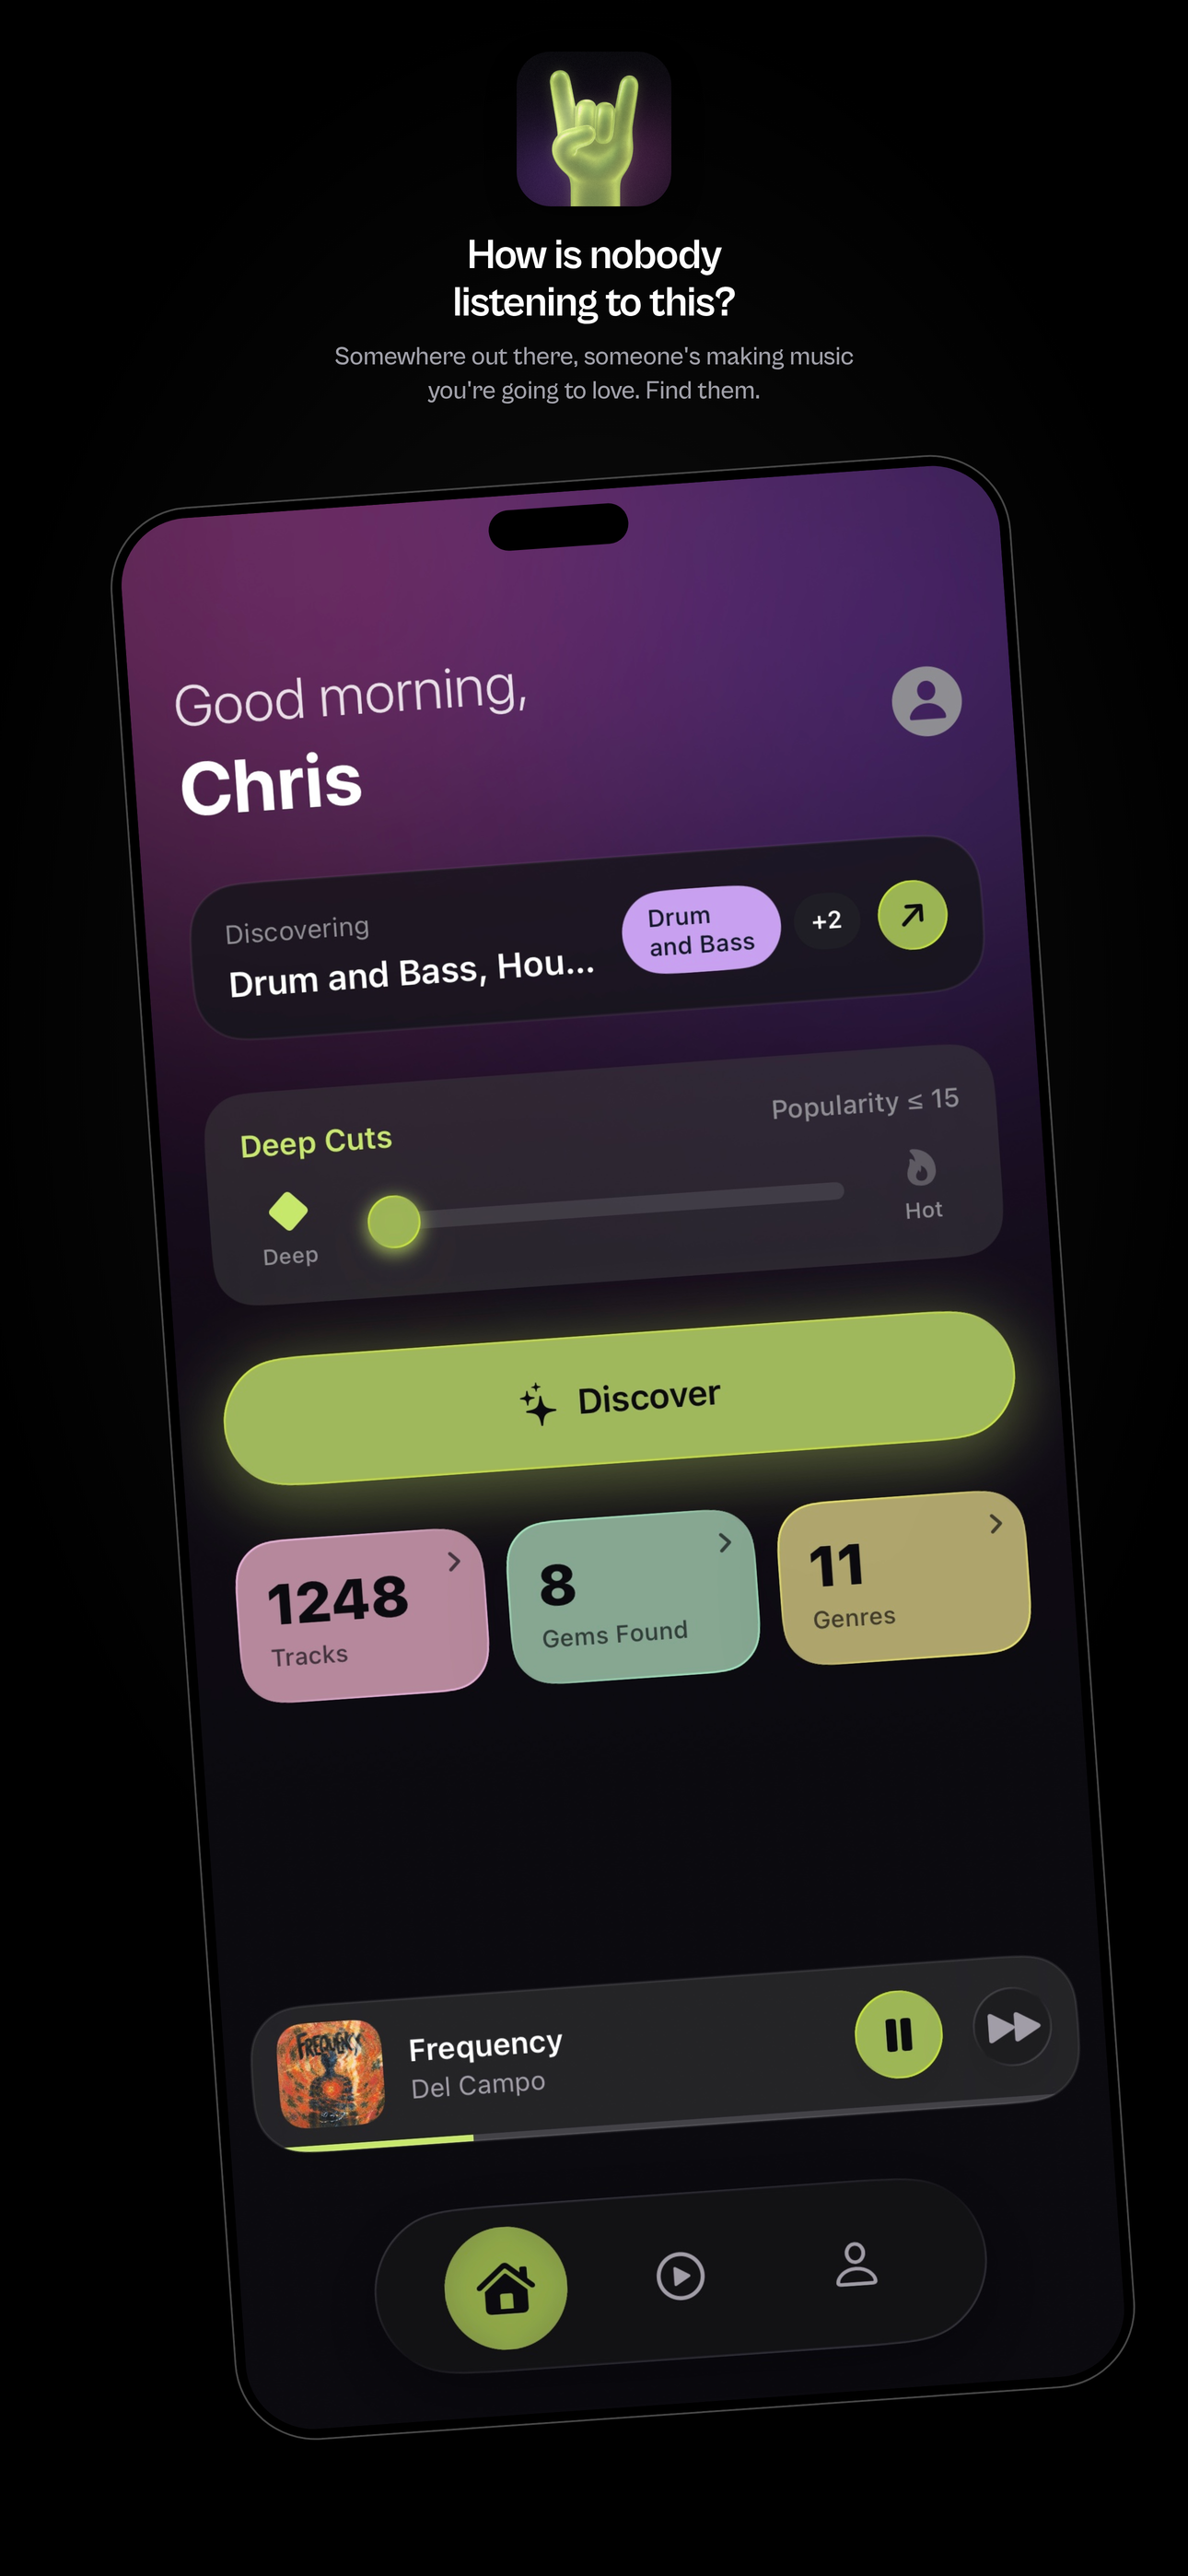 How is nobody
listening to this?
Somewhere out there, someone's making music
you're going to love. Find them.
Good morning,
Chris
Discovering
Drum and Bass, Hou...
Drum
and Bass
+2
Deep Cuts
Popularity ≤ 15
Deep
Hot
Discover
1248
Tracks
8
Gems Found
11
Genres
FREQUENCY
Frequency
Del Campo